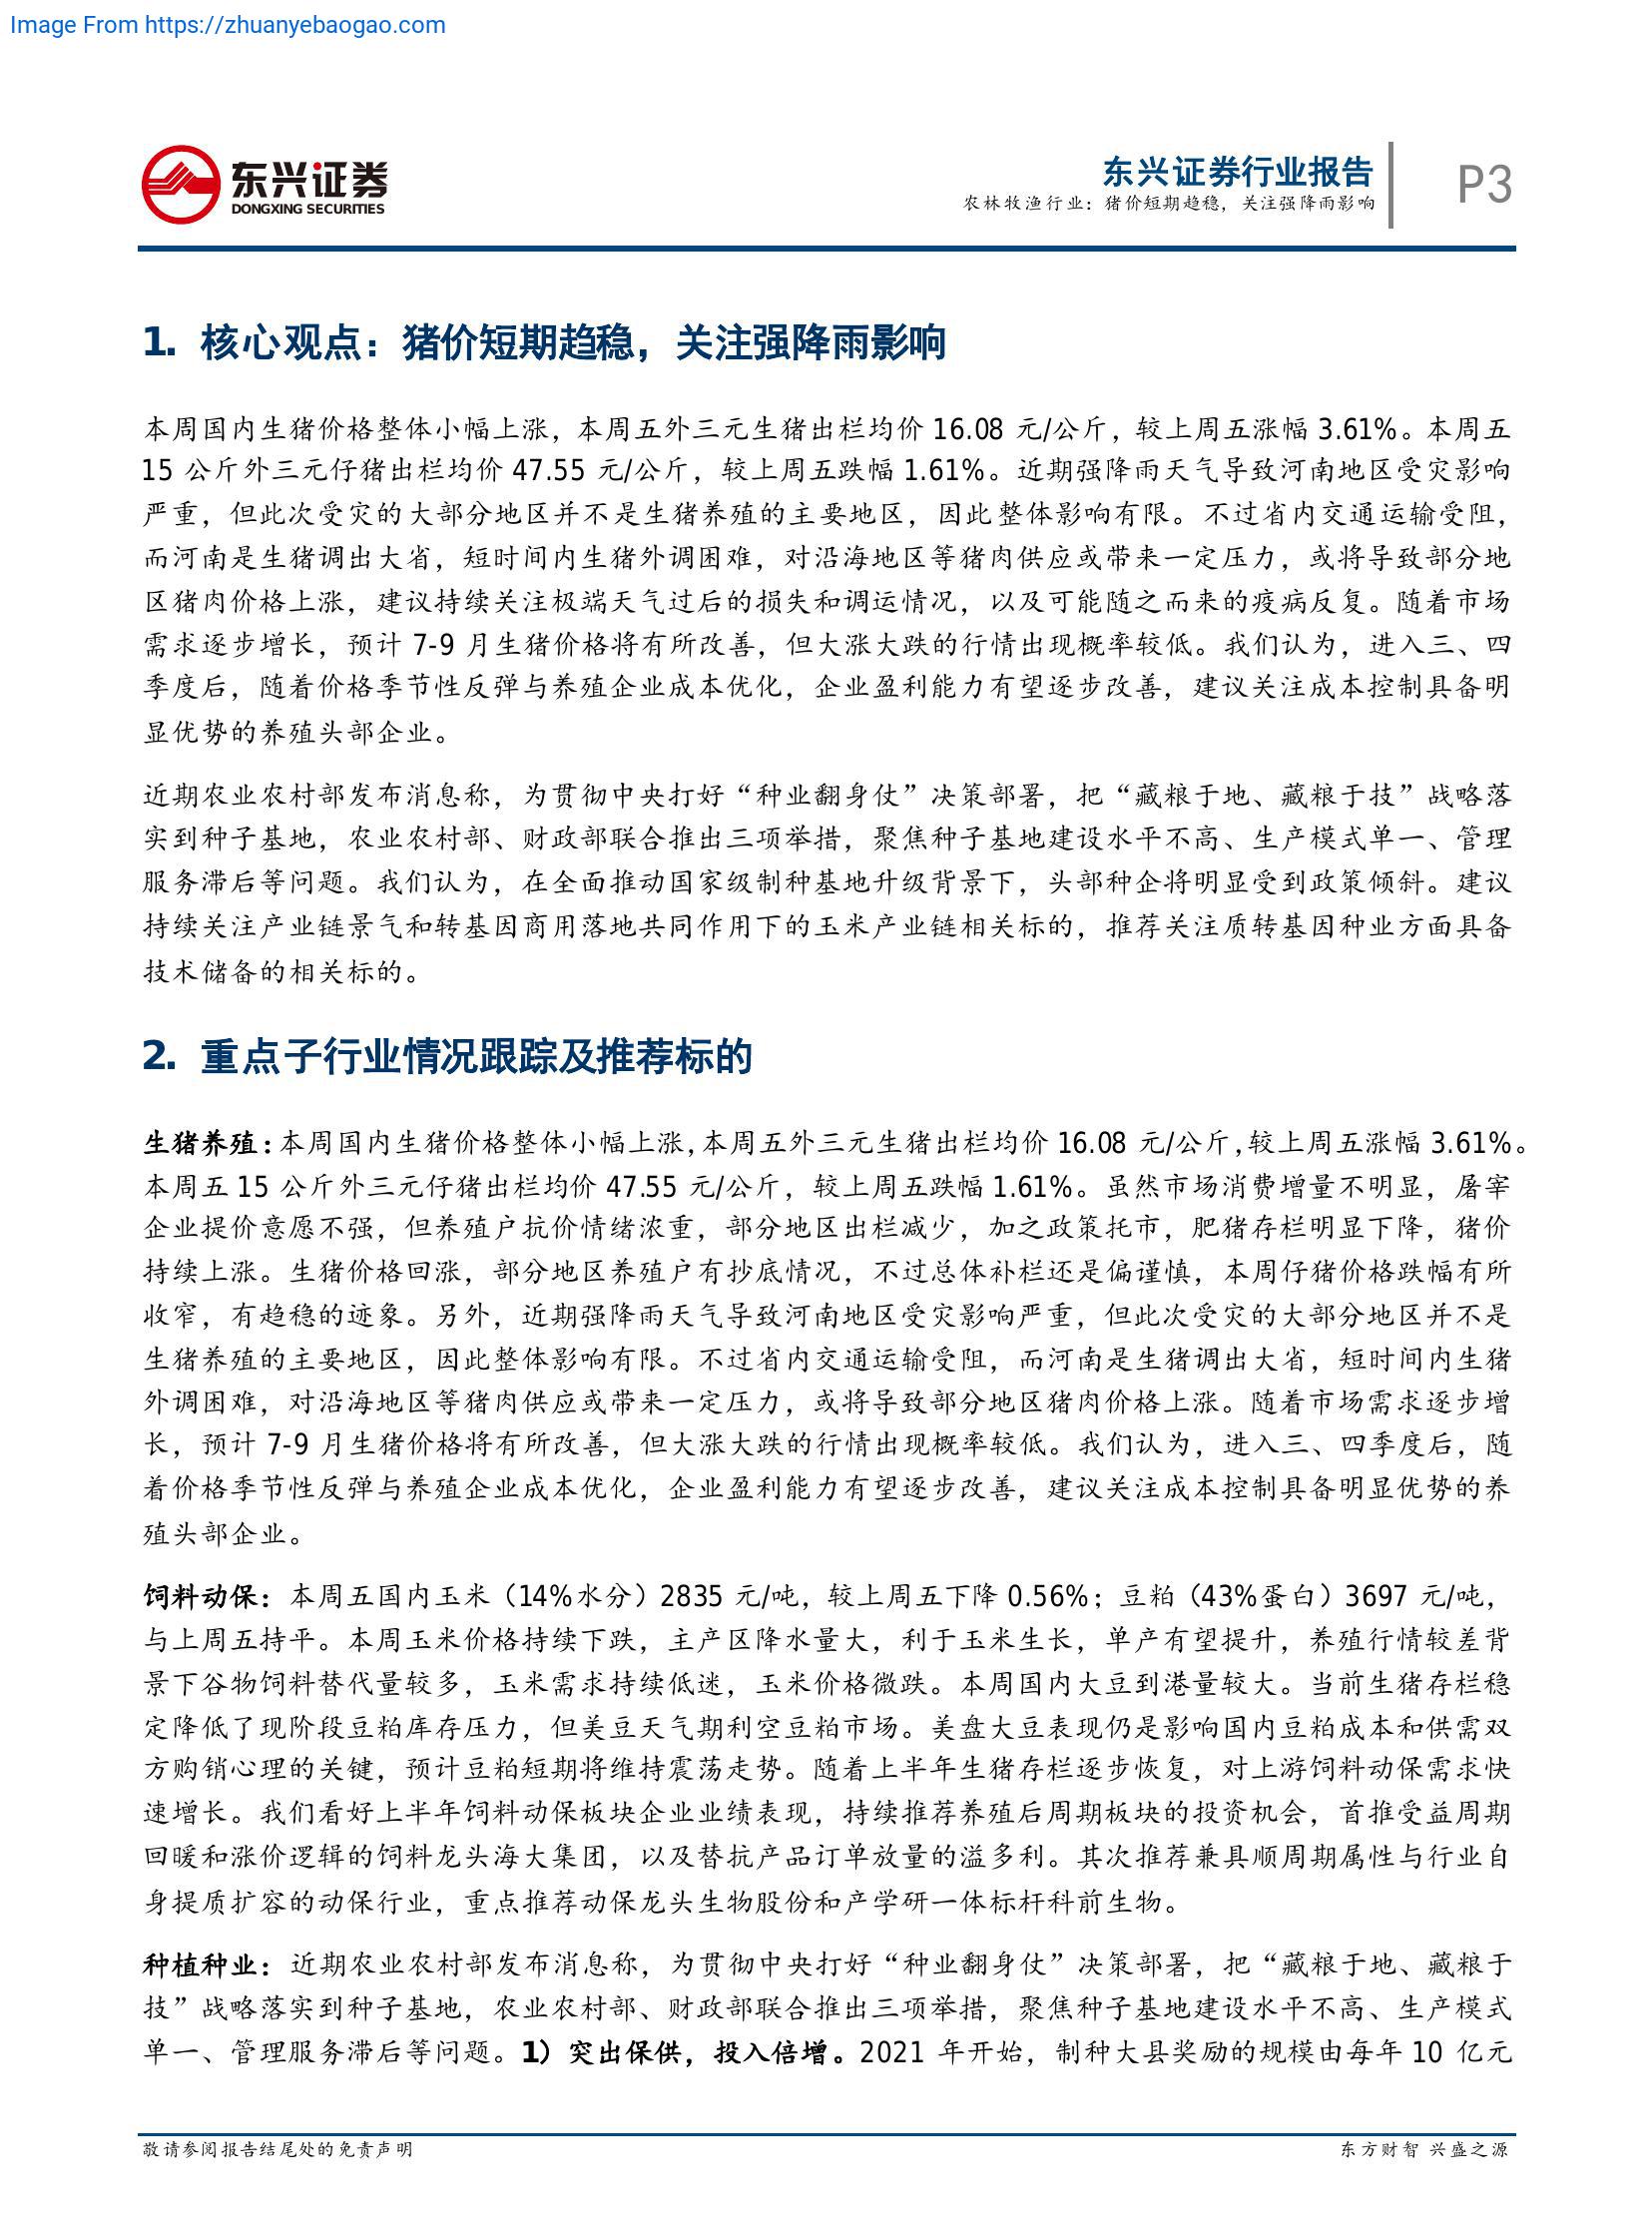 Image From https://zhuanyebaogao.com
东兴证券
DONGXING SECURITIES
东兴证券行业报告
农林牧渔行业：猪价短期趋稳，关注强降雨影响
P3
1. 核心观点：猪价短期趋稳，关注强降雨影响
本周国内生猪价格整体小幅上涨，本周五外三元生猪出栏均价 16.08 元/公斤，较上周五涨幅 3.61%。本周五
15 公斤外三元仔猪出栏均价 47.55 元/公斤，较上周五跌幅 1.61%。近期强降雨天气导致河南地区受灾影响
严重，但此次受灾的大部分地区并不是生猪养殖的主要地区，因此整体影响有限。不过省内交通运输受阻，
而河南是生猪调出大省，短时间内生猪外调困难，对沿海地区等猪肉供应或带来一定压力，或将导致部分地
区猪肉价格上涨，建议持续关注极端天气过后的损失和调运情况，以及可能随之而来的疫病反复。随着市场
需求逐步增长，预计 7-9 月生猪价格将有所改善，但大涨大跌的行情出现概率较低。我们认为，进入三、四
季度后，随着价格季节性反弹与养殖企业成本优化，企业盈利能力有望逐步改善，建议关注成本控制具备明
显优势的养殖头部企业。
近期农业农村部发布消息称，为贯彻中央打好“种业翻身仗”决策部署，把“藏粮于地、藏粮于技”战略落
实到种子基地，农业农村部、财政部联合推出三项举措，聚焦种子基地建设水平不高、生产模式单一、管理
服务滞后等问题。我们认为，在全面推动国家级制种基地升级背景下，头部种企将明显受到政策倾斜。建议
持续关注产业链景气和转基因商用落地共同作用下的玉米产业链相关标的，推荐关注质转基因种业方面具备
技术储备的相关标的。
2. 重点子行业情况跟踪及推荐标的
生猪养殖：本周国内生猪价格整体小幅上涨，本周五外三元生猪出栏均价 16.08 元/公斤，较上周五涨幅 3.61%。
本周五 15 公斤外三元仔猪出栏均价 47.55 元/公斤，较上周五跌幅 1.61%。虽然市场消费增量不明显，屠宰
企业提价意愿不强，但养殖户抗价情绪浓重，部分地区出栏减少，加之政策托市，肥猪存栏明显下降，猪价
持续上涨。生猪价格回涨，部分地区养殖户有抄底情况，不过总体补栏还是偏谨慎，本周仔猪价格跌幅有所
收窄，有趋稳的迹象。另外，近期强降雨天气导致河南地区受灾影响严重，但此次受灾的大部分地区并不是
生猪养殖的主要地区，因此整体影响有限。不过省内交通运输受阻，而河南是生猪调出大省，短时间内生猪
外调困难，对沿海地区等猪肉供应或带来一定压力，或将导致部分地区猪肉价格上涨。随着市场需求逐步增
长，预计 7-9 月生猪价格将有所改善，但大涨大跌的行情出现概率较低。我们认为，进入三、四季度后，随
着价格季节性反弹与养殖企业成本优化，企业盈利能力有望逐步改善，建议关注成本控制具备明显优势的养
殖头部企业。
饲料动保：本周五国内玉米（14%水分）2835 元/吨，较上周五下降 0.56%；豆粕（43%蛋白）3697 元/吨，
与上周五持平。本周玉米价格持续下跌，主产区降水量大，利于玉米生长，单产有望提升，养殖行情较差背
景下谷物饲料替代量较多，玉米需求持续低迷，玉米价格微跌。本周国内大豆到港量较大。当前生猪存栏稳
定降低了现阶段豆粕库存压力，但美豆天气期利空豆粕市场。美盘大豆表现仍是影响国内豆粕成本和供需双
方购销心理的关键，预计豆粕短期将维持震荡走势。随着上半年生猪存栏逐步恢复，对上游饲料动保需求快
速增长。我们看好上半年饲料动保板块企业业绩表现，持续推荐养殖后周期板块的投资机会，首推受益周期
回暖和涨价逻辑的饲料龙头海大集团，以及替抗产品订单放量的溢多利。其次推荐兼具顺周期属性与行业自
身提质扩容的动保行业，重点推荐动保龙头生物股份和产学研一体标杆科前生物。
种植种业：近期农业农村部发布消息称，为贯彻中央打好“种业翻身仗”决策部署，把“藏粮于地、藏粮于
技”战略落实到种子基地，农业农村部、财政部联合推出三项举措，聚焦种子基地建设水平不高、生产模式
单一、管理服务滞后等问题。1）突出保供，投入倍增。2021 年开始，制种大县奖励的规模由每年 10 亿元
敬请参阅报告结尾处的免责声明
东方财智 兴盛之源